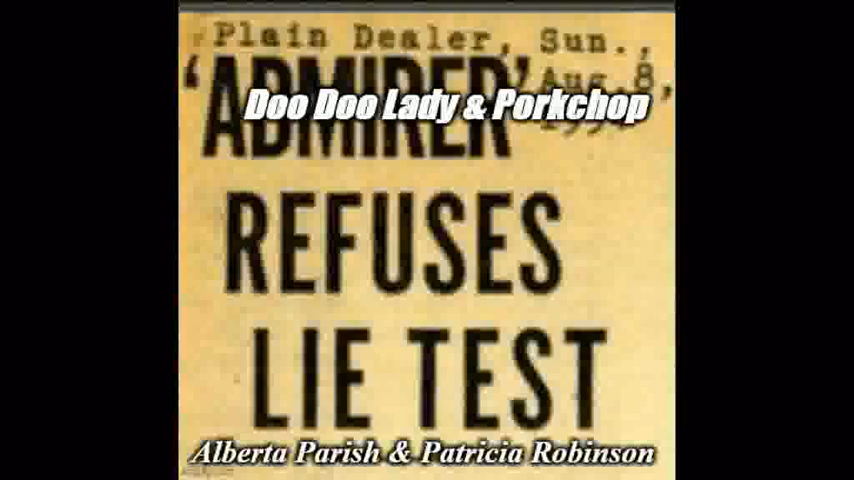 Plain Dealer, Sun.,
Aug. 8,
'ADMIRER'
Doo Doo Lady & Porkchop
REFUSES
LIE TEST
Alberta Parish & Patricia Robinson